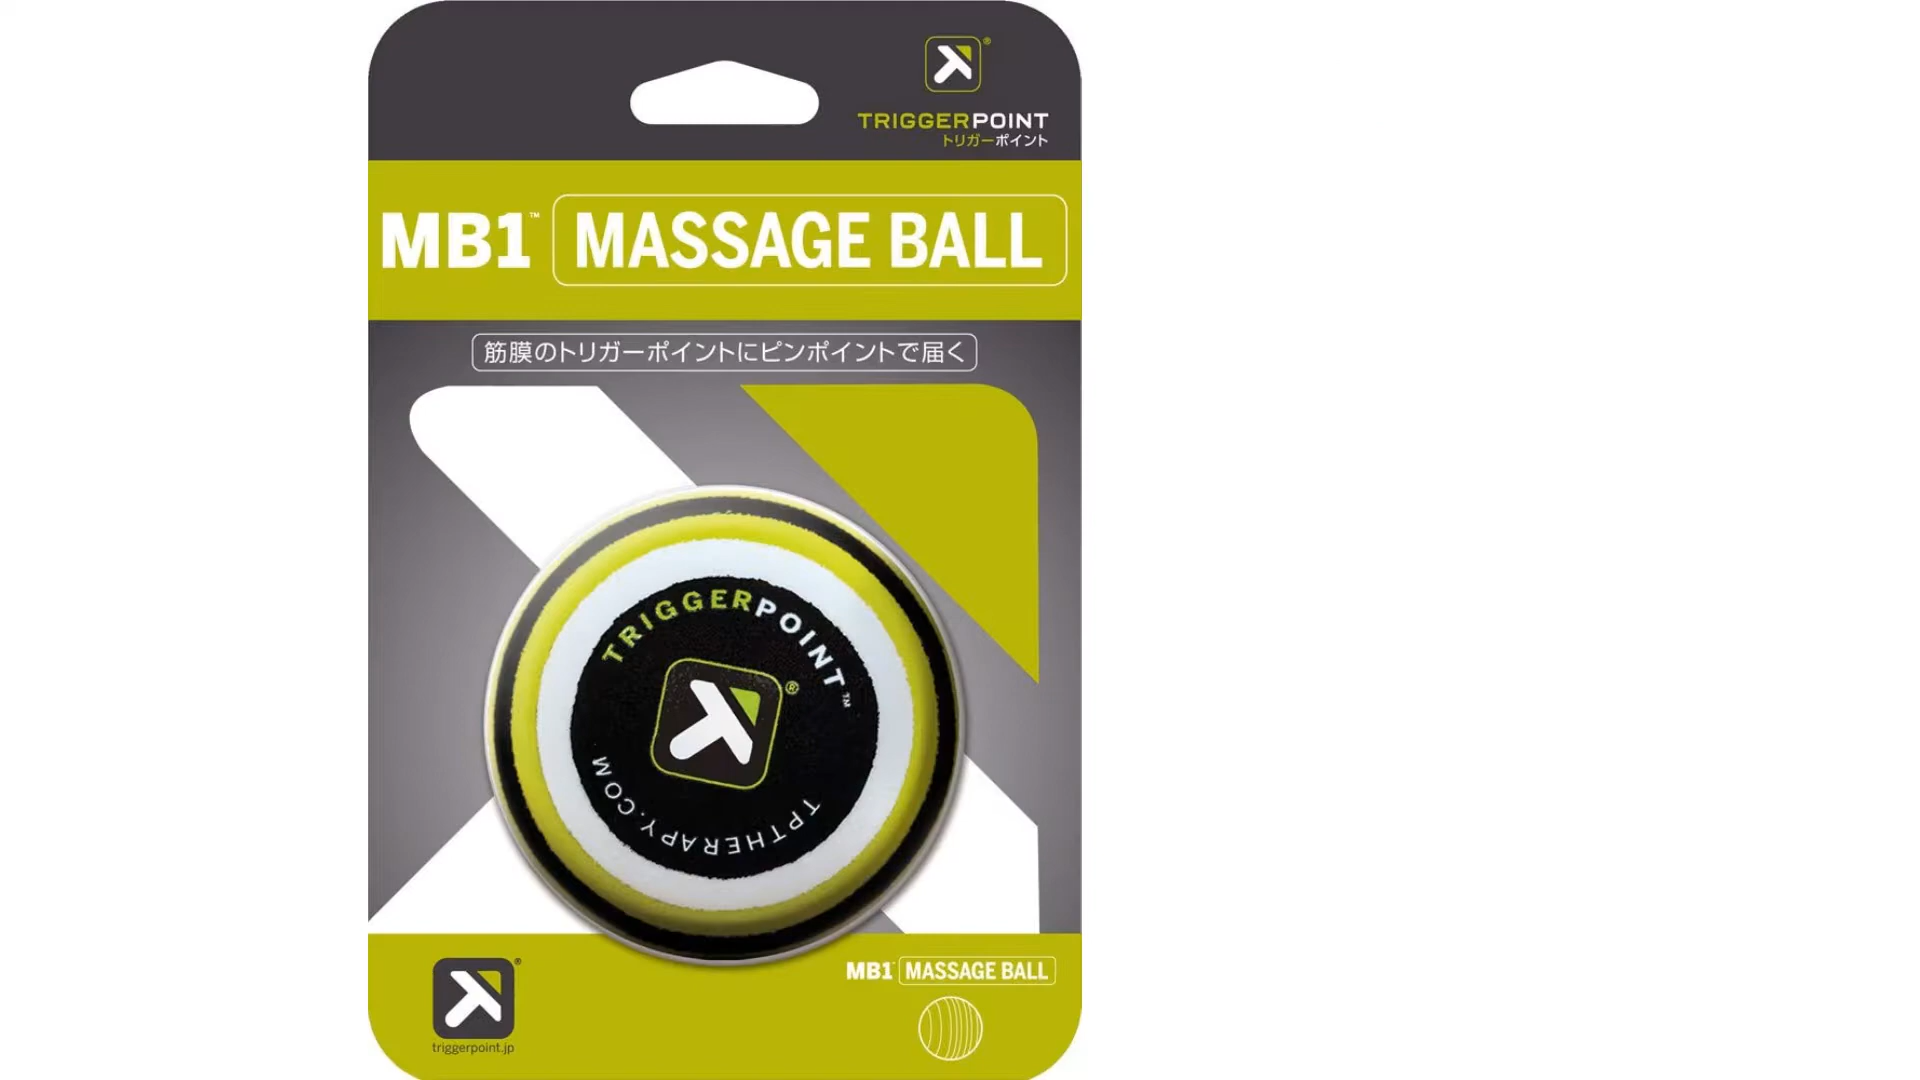 TRIGGERPOINT
トリガーポイント
MB1™ MASSAGE BALL
筋膜のトリガーポイントにピンポイントで届く
TRIGGERPOINT™
®
TPTHERAPY.COM
MB1™ MASSAGE BALL
triggerpoint.jp